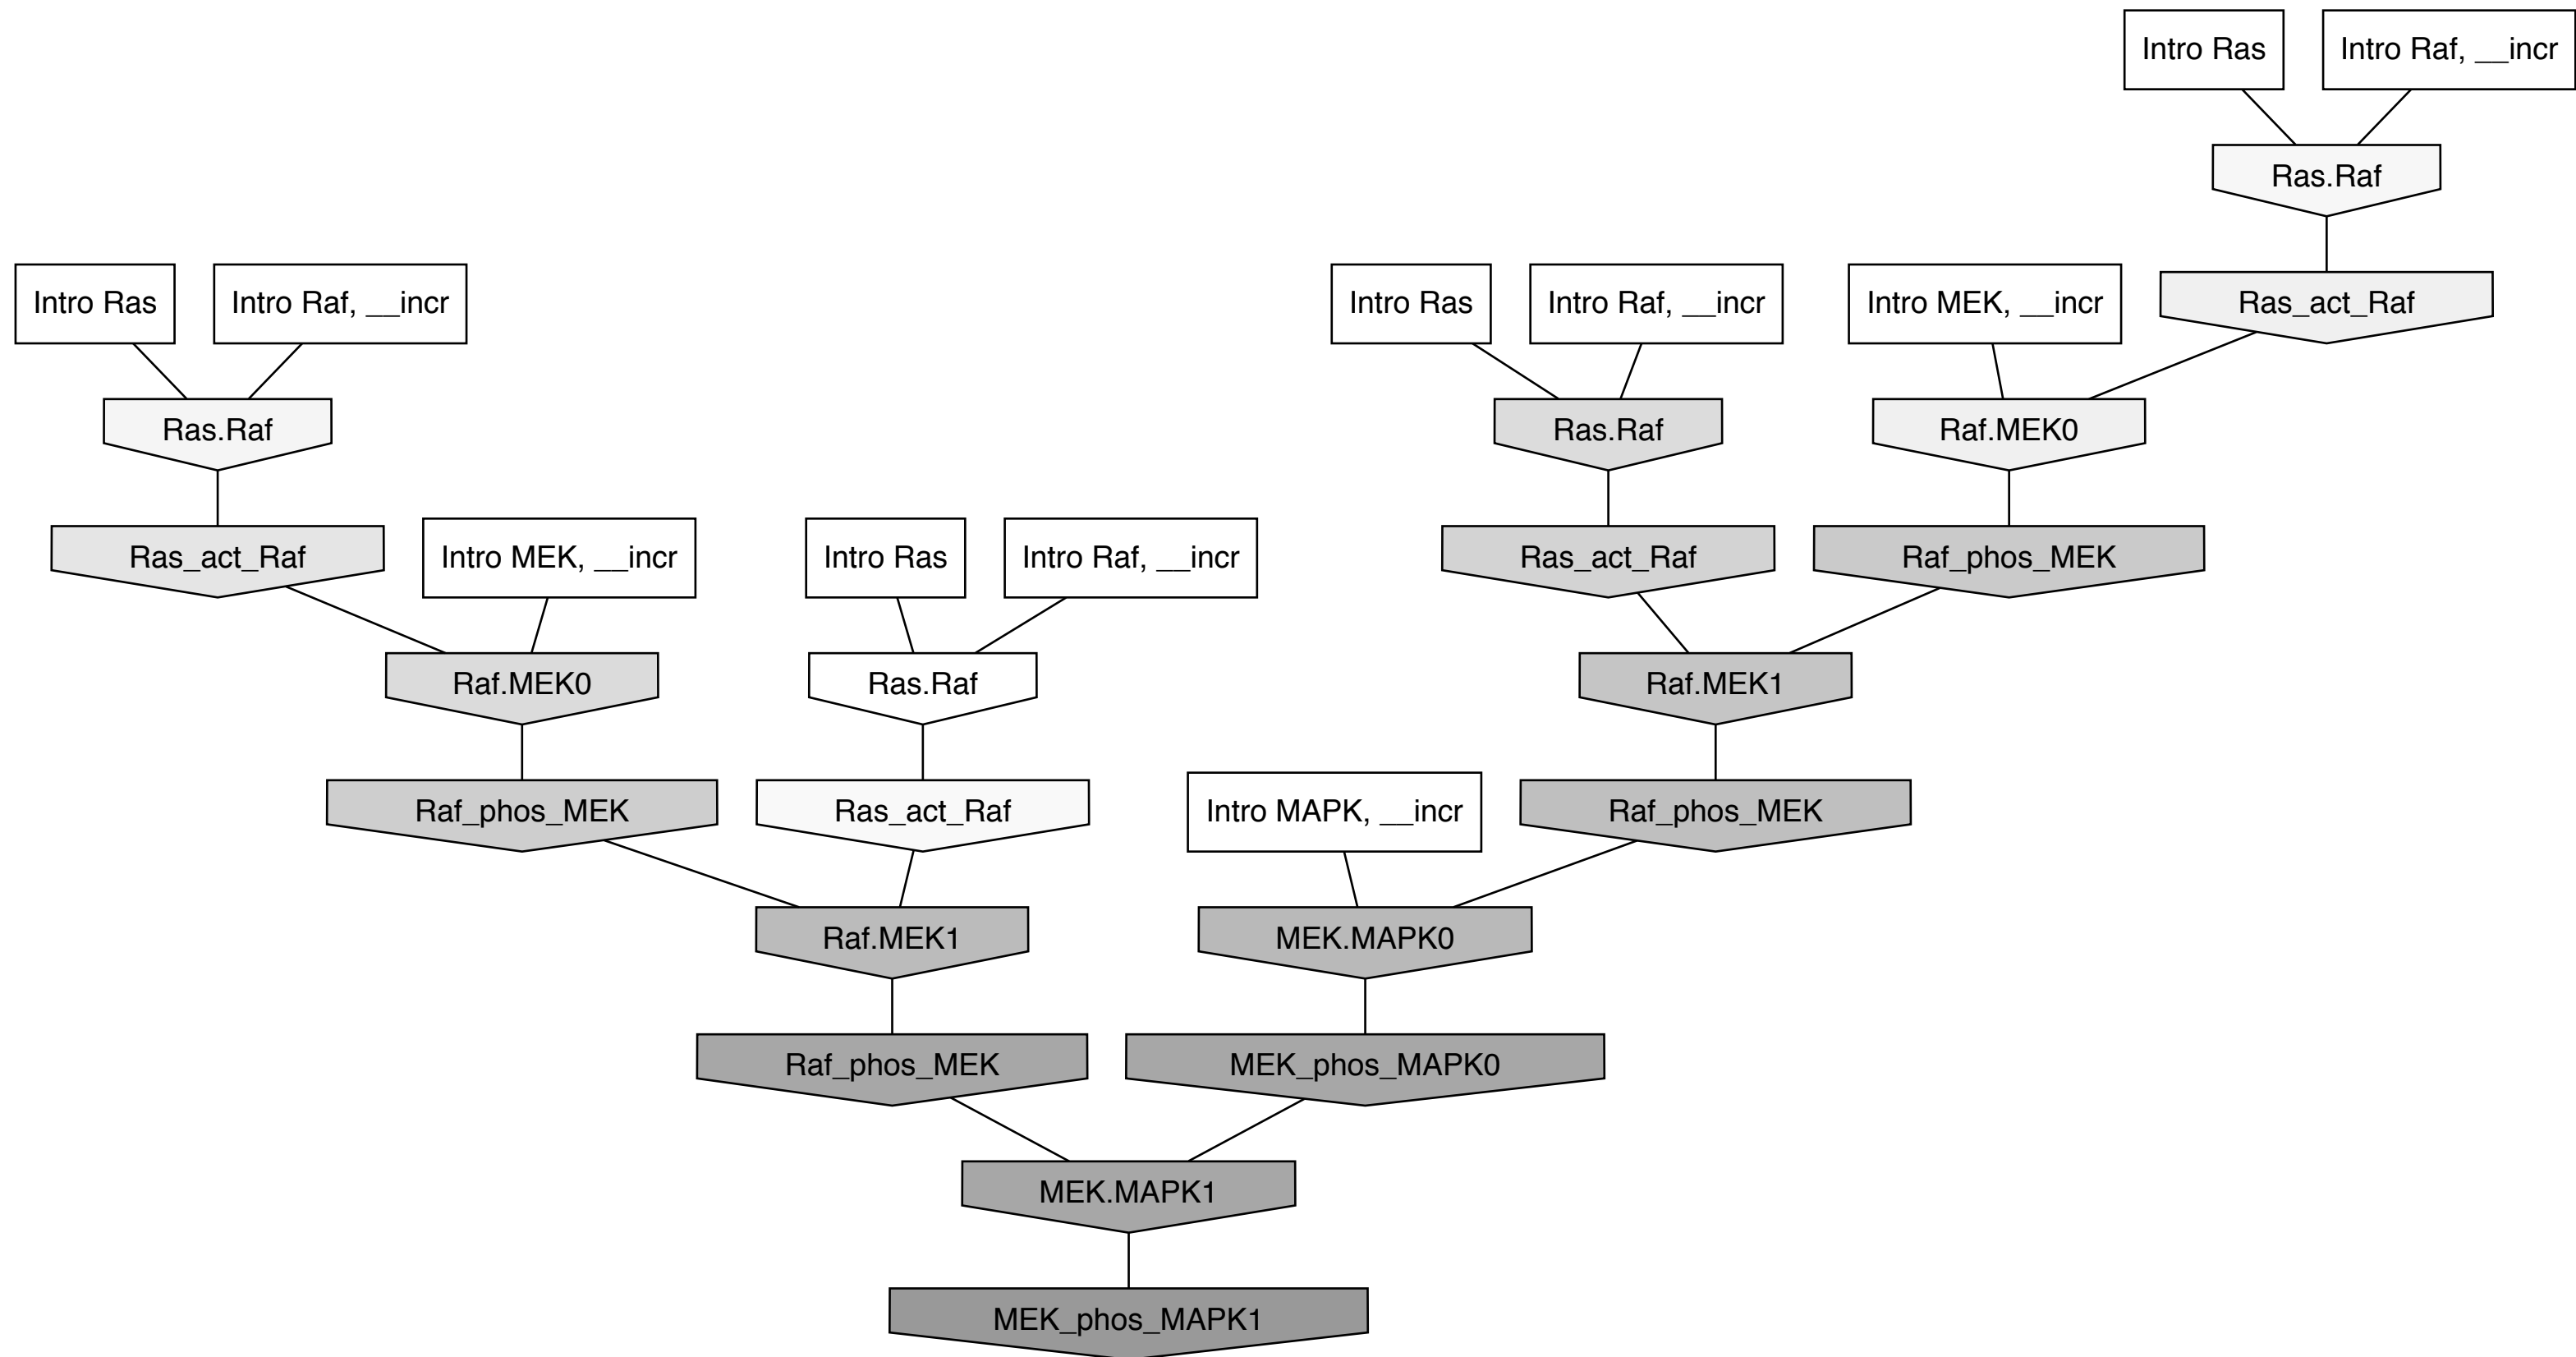 Intro Ras
Intro Raf, __incr
Ras.Raf
Intro Ras
Intro Raf, __incr
Intro Ras
Intro Raf, __incr
Intro MEK, __incr
Ras_act_Raf
Ras.Raf
Ras.Raf
Raf.MEK0
Ras_act_Raf
Intro MEK, __incr
Intro Ras
Intro Raf, __incr
Ras_act_Raf
Raf_phos_MEK
Raf.MEK0
Ras.Raf
Raf.MEK1
Raf_phos_MEK
Ras_act_Raf
Intro MAPK, __incr
Raf_phos_MEK
Raf.MEK1
MEK.MAPK0
Raf_phos_MEK
MEK_phos_MAPK0
MEK.MAPK1
MEK_phos_MAPK1